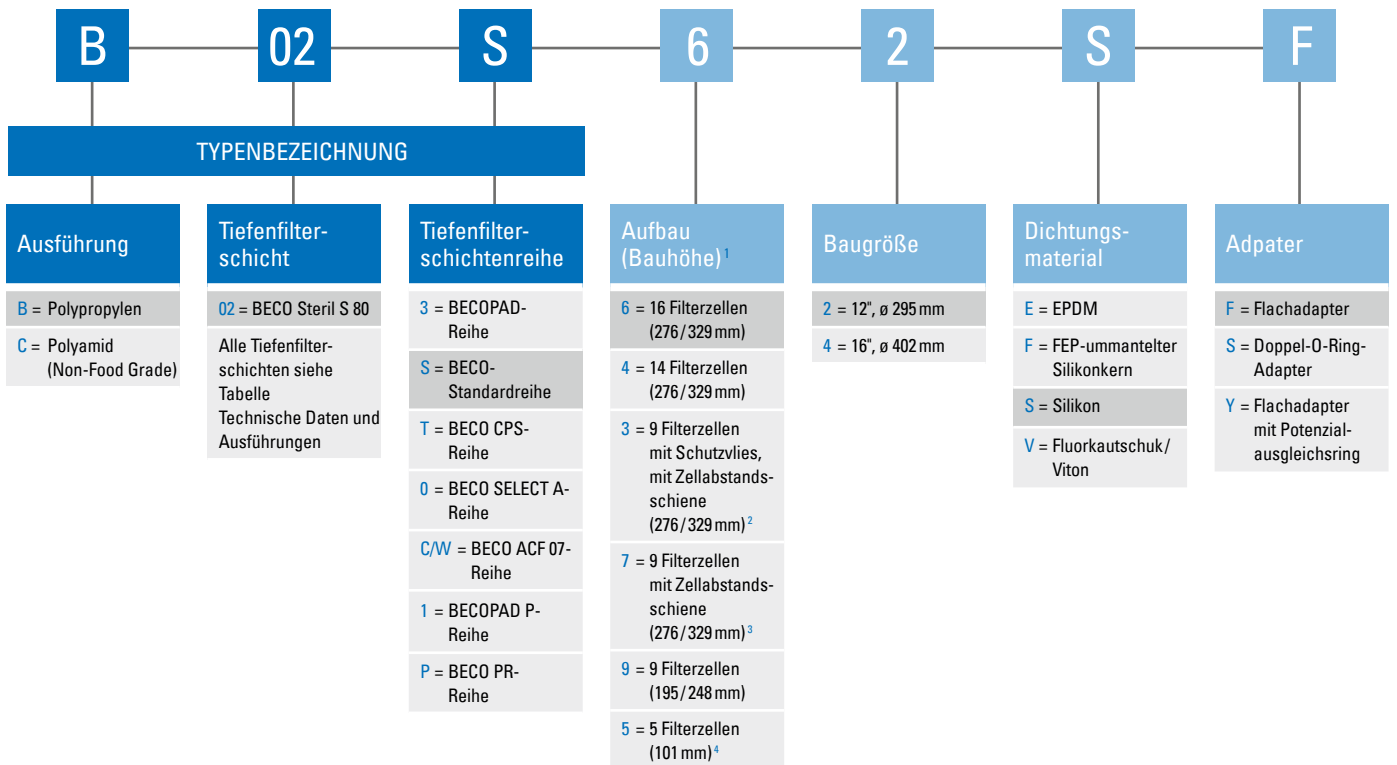 B
02
S
6
2
S
F
TYPENBEZEICHNUNG
Ausführung
B = Polypropylen
C = Polyamid
(Non-Food Grade)
Tiefenfilter-
schicht
02 = BECO Steril S 80
Alle Tiefenfilter-
schichten siehe
Tabelle
Technische Daten und
Ausführungen
Tiefenfilter-
schichtenreihe
3 = BECOPAD-
Reihe
S = BECO-
Standardreihe
T = BECO CPS-
Reihe
0 = BECO SELECT A-
Reihe
C/W = BECO ACF 07-
Reihe
1 = BECOPAD P-
Reihe
P = BECO PR-
Reihe
Aufbau
(Bauhöhe) 1
6 = 16 Filterzellen
(276/329 mm)
4 = 14 Filterzellen
(276/329 mm)
3 = 9 Filterzellen
mit Schutzvlies,
mit Zellabstands-
schiene
(276/329 mm) 2
7 = 9 Filterzellen
mit Zellabstands-
schiene
(276/329 mm) 3
9 = 9 Filterzellen
(195/248 mm)
5 = 5 Filterzellen
(101 mm) 4
Baugröße
2 = 12", ø 295 mm
4 = 16", ø 402 mm
Dichtungs-
material
E = EPDM
F = FEP-ummantelter
Silikonkern
S = Silikon
V = Fluorkautschuk/
Viton
Adpater
F = Flachadapter
S = Doppel-O-Ring-
Adapter
Y = Flachadapter
mit Potenzial-
ausgleichsring